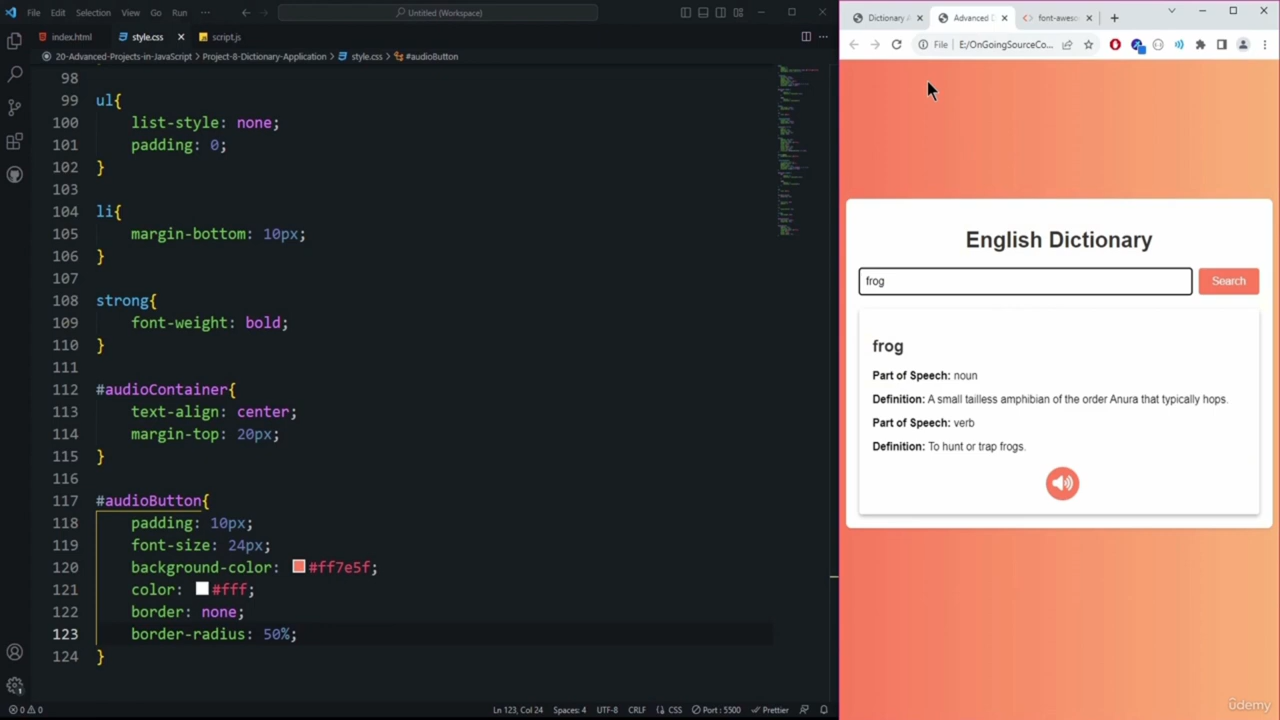 File Edit Selection View Go Run ··· Untitled (Workspace)
index.html style.css script.js
20-Advanced-Projects-in-JavaScript > Project-8-Dictionary-Application > style.css > #audioButton
98
99 ul{
100 list-style: none;
101 padding: 0;
102 }
103
104 li{
105 margin-bottom: 10px;
106 }
107
108 strong{
109 font-weight: bold;
110 }
111
112 #audioContainer{
113 text-align: center;
114 margin-top: 20px;
115 }
116
117 #audioButton{
118 padding: 10px;
119 font-size: 24px;
120 background-color: #ff7e5f;
121 color: #fff;
122 border: none;
123 border-radius: 50%;
124 }
0 0 Ln 123, Col 24 Spaces: 4 UTF-8 CRLF CSS Port : 5500 Prettier
Dictionary Advanced D font-aweso
File E:/OnGoingSourceCo...
English Dictionary
frog Search
frog
Part of Speech: noun
Definition: A small tailless amphibian of the order Anura that typically hops.
Part of Speech: verb
Definition: To hunt or trap frogs.
ûdemy